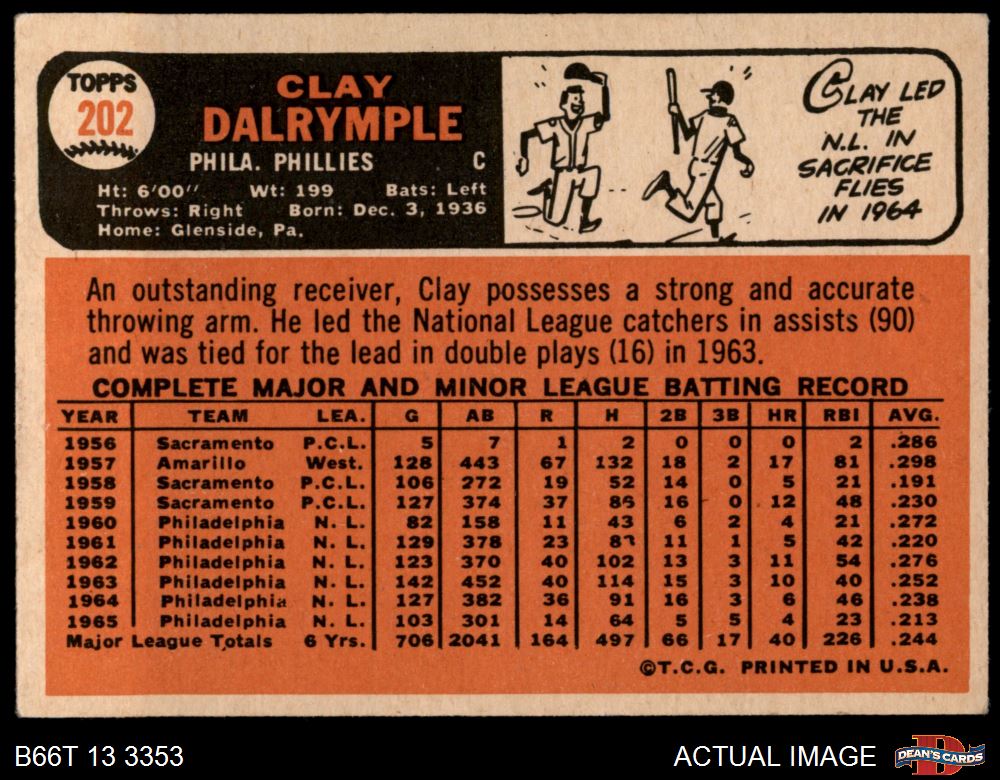 TOPPS
202
CLAY
DALRYMPLE
PHILA. PHILLIES C
Ht: 6'00" Wt: 199 Bats: Left
Throws: Right Born: Dec. 3, 1936
Home: Glenside, Pa.
CLAY LED
THE
N.L. IN
SACRIFICE
FLIES
IN 1964
An outstanding receiver, Clay possesses a strong and accurate
throwing arm. He led the National League catchers in assists (90)
and was tied for the lead in double plays (16) in 1963.
COMPLETE MAJOR AND MINOR LEAGUE BATTING RECORD
YEAR TEAM LEA. G AB R H 2B 3B HR RBI AVG.
1956 Sacramento P.C.L. 5 7 1 2 0 0 0 2 .286
1957 Amarillo West. 128 443 67 132 18 2 17 81 .298
1958 Sacramento P.C.L. 106 272 19 52 14 0 5 21 .191
1959 Sacramento P.C.L. 127 374 37 86 16 0 12 48 .230
1960 Philadelphia N. L. 82 158 11 43 6 2 4 21 .272
1961 Philadelphia N. L. 129 378 23 11 1 5 42 .220
1962 Philadelphia N. L. 123 370 40 102 13 3 11 54 .276
1963 Philadelphia N. L. 142 452 40 114 15 3 10 40 .252
1964 Philadelphia N. L. 127 382 36 91 16 3 6 46 .238
1965 Philadelphia N. L. 103 301 14 64 5 5 4 23 .213
Major League Totals 6 Yrs. 706 2041 164 497 66 17 40 226 .244
©T.C.G. PRINTED IN U.S.A.
B66T 13 3353
ACTUAL IMAGE
D
DEAN'S CARDS